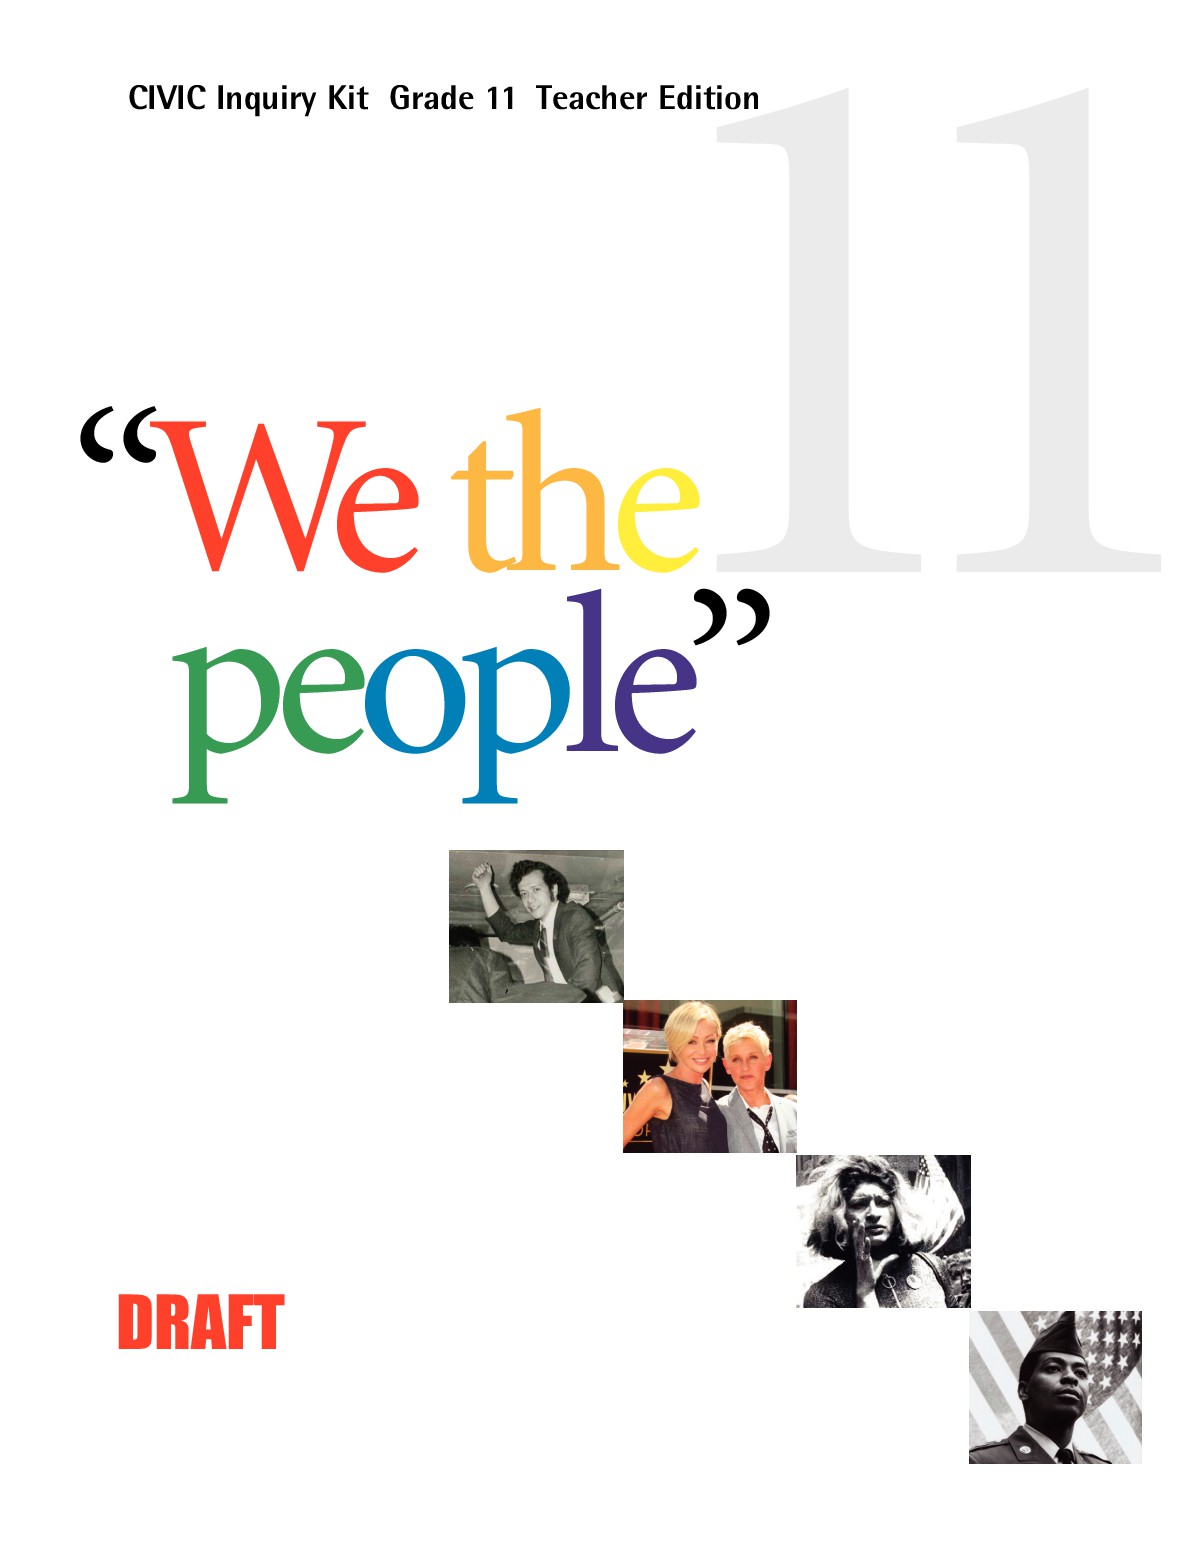 CIVIC Inquiry Kit Grade 11 Teacher Edition
11
“We the
people”
DRAFT